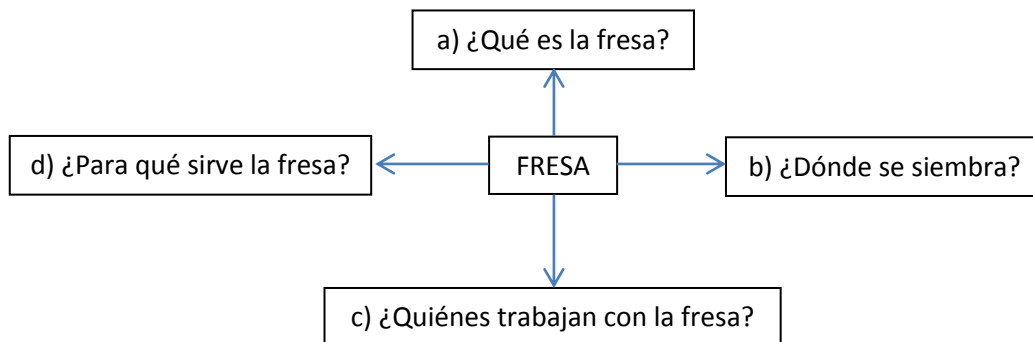 a) ¿Qué es la fresa?
d) ¿Para qué sirve la fresa?
FRESA
b) ¿Dónde se siembra?
c) ¿Quiénes trabajan con la fresa?